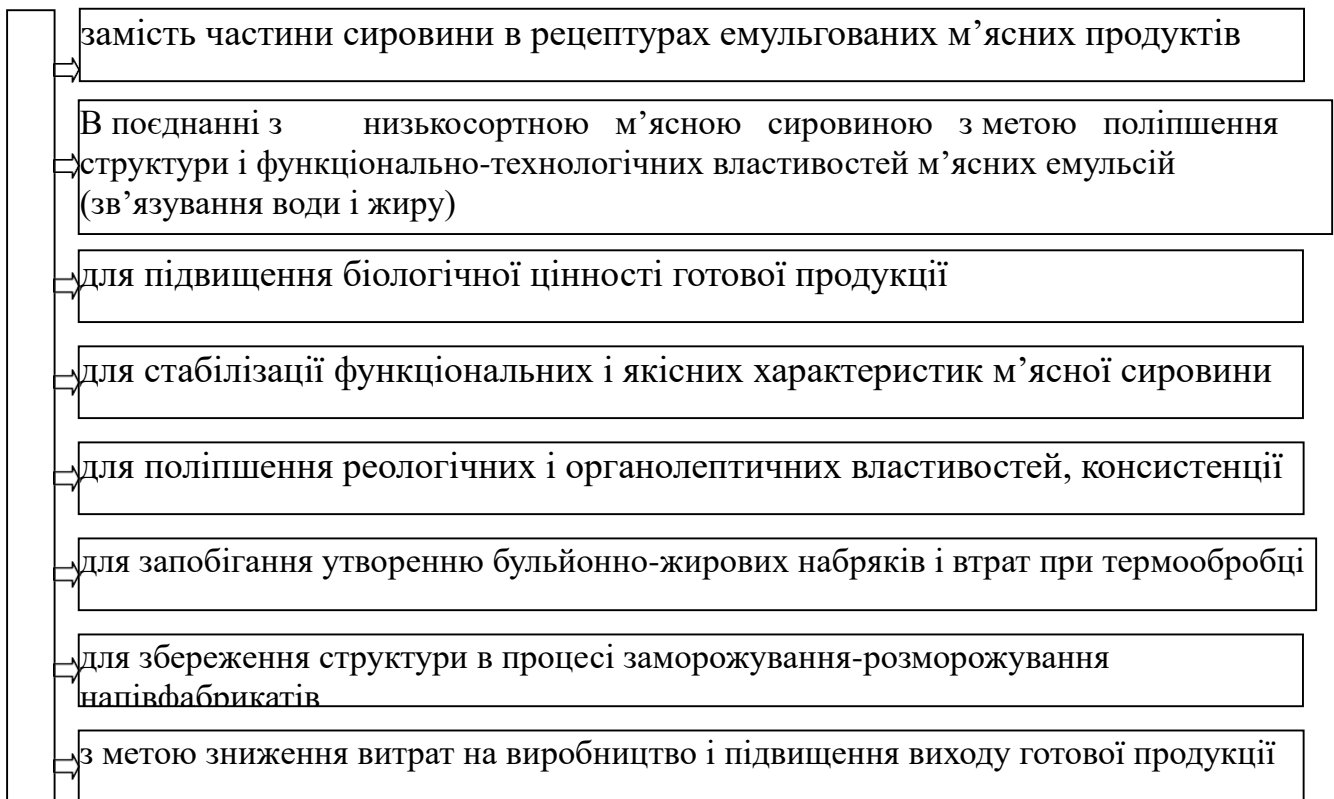 замість частини сировини в рецептурах емульгованих м’ясних продуктів
В поєднанні з низькосортною м’ясною сировиною з метою поліпшення
структури і функціонально-технологічних властивостей м’ясних емульсій
(зв’язування води і жиру)
для підвищення біологічної цінності готової продукції
для стабілізації функціональних і якісних характеристик м’ясної сировини
для поліпшення реологічних і органолептичних властивостей, консистенції
для запобігання утворенню бульйонно-жирових набряків і втрат при термообробці
для збереження структури в процесі заморожування-розморожування
напівфабрикатів
з метою зниження витрат на виробництво і підвищення виходу готової продукції